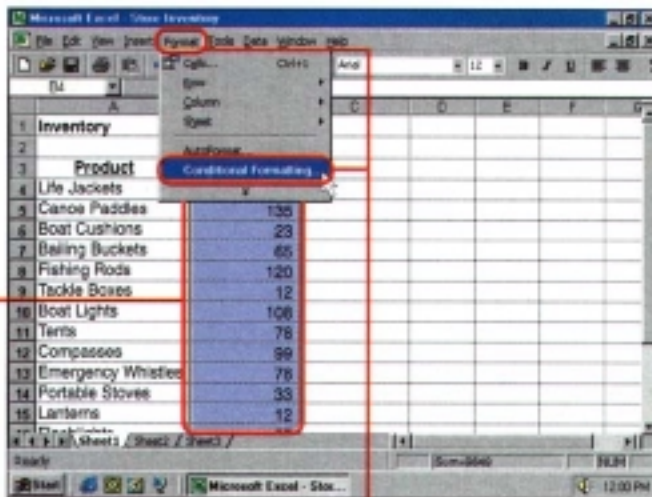 Microsoft Excel - Store Inventory
File Edit View Insert Format Tools Data Window Help
Cells... Ctrl+1
Arial 12 B I U
Row
B4
Column
A C D E F G
Sheet
1 Inventory
2
AutoFormat...
3 Product
Conditional Formatting...
4 Life Jackets
5 Canoe Paddles 135
6 Boat Cushions 23
7 Bailing Buckets 65
8 Fishing Rods 120
9 Tackle Boxes 12
10 Boat Lights 108
11 Tents 78
12 Compasses 99
13 Emergency Whistles 78
14 Portable Stoves 33
15 Lanterns 12
Sheet1 Sheet2 Sheet3
Ready NUM
Start Microsoft Excel - Stor... 12:00 PM